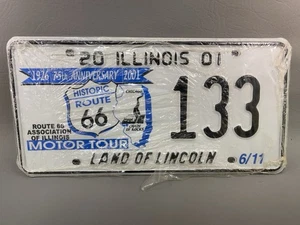 20 ILLINOIS 01
1926 75th ANNIVERSARY 2001
HISTORIC
ROUTE
66
CHICAGO
133
ROUTE 66
ASSOCIATION
OF ILLINOIS
MOTOR TOUR
LAND OF LINCOLN
6/11